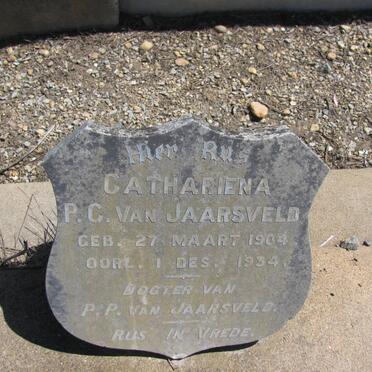 Hier Rus
CATHARIENA
P. C. VAN JAARSVELD
GEB. 27 MAART 1904
OORL. 1 DES. 1934.
DOGTER VAN
P. P. VAN JAARSVELD.
RUS IN VREDE.